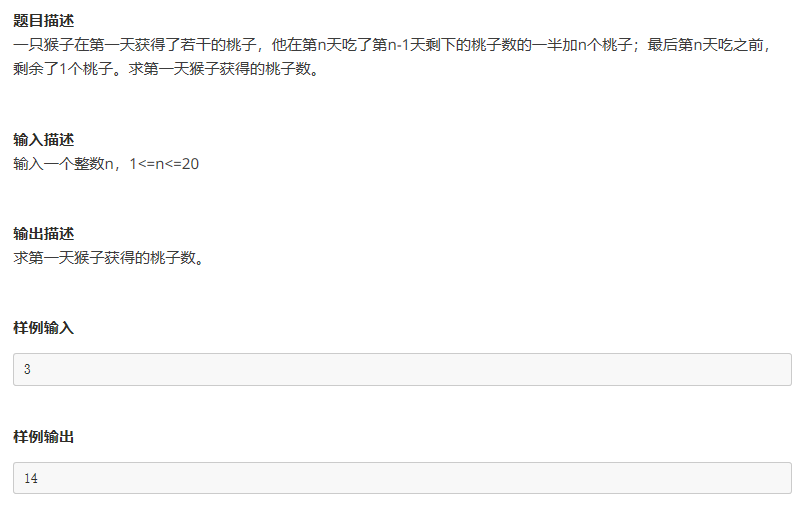 题目描述
一只猴子在第一天获得了若干的桃子，他在第n天吃了第n-1天剩下的桃子数的一半加n个桃子；最后第n天吃之前，
剩余了1个桃子。求第一天猴子获得的桃子数。
输入描述
输入一个整数n，1<=n<=20
输出描述
求第一天猴子获得的桃子数。
样例输入
3
样例输出
14